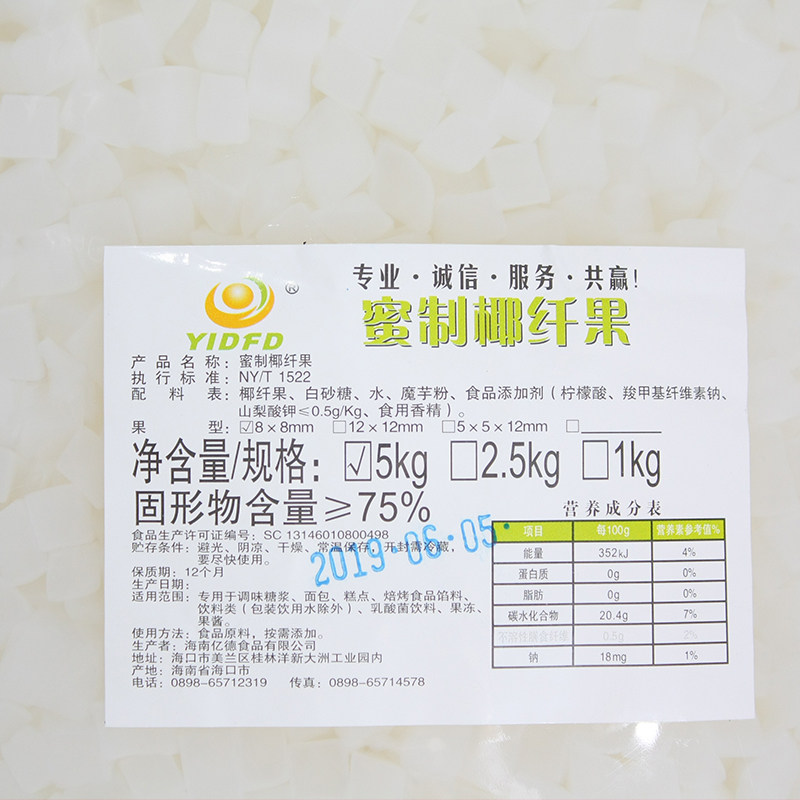 专业·诚信·服务·共赢!
®
YIDFD
蜜制椰纤果
产品名称：蜜制椰纤果
执行标准：NY/T 1522
配料表：椰纤果、白砂糖、水、魔芋粉、食品添加剂（柠檬酸、羧甲基纤维素钠、
山梨酸钾≤0.5g/Kg、食用香精）。
果型：☑8×8mm □12×12mm □5×5×12mm □
净含量/规格：☑5kg □2.5kg □1kg
固形物含量≥75%
食品生产许可证编号：SC 13146010800498
贮存条件：避光、阴凉、干燥、常温保存，开封需冷藏，
要尽快使用。
保质期：12个月
生产日期：
2019·06·05·
适用范围：专用于调味糖浆、面包、糕点、焙烤食品馅料、
饮料类（包装饮用水除外）、乳酸菌饮料、果冻、
果酱。
使用方法：食品原料，按需添加。
生产者：海南亿德食品有限公司
地址：海口市美兰区桂林洋新大洲工业园内
产地：海南省海口市
电话：0898-65712319 传真：0898-65714578
营养成分表
项目 每100g 营养素参考值%
能量 352kJ 4%
蛋白质 0g 0%
脂肪 0g 0%
碳水化合物 20.4g 7%
不溶性膳食纤维 0.5g 2%
钠 18mg 1%